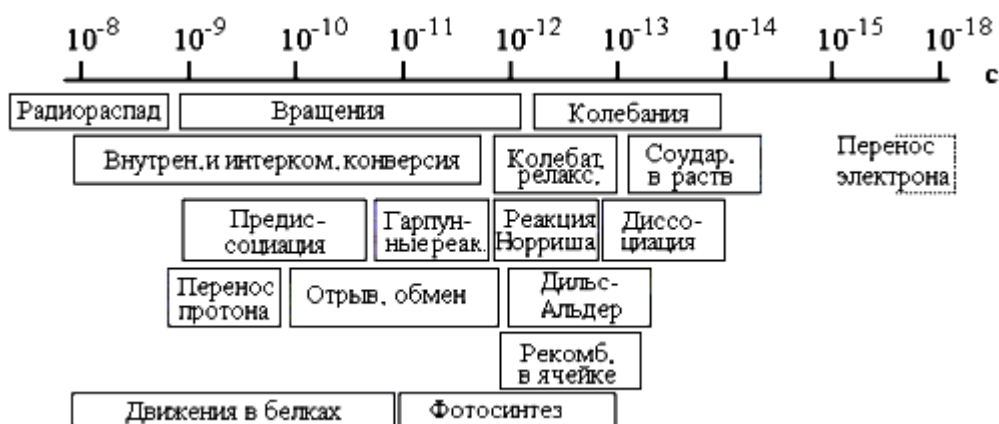 10⁻⁸ 10⁻⁹ 10⁻¹⁰ 10⁻¹¹ 10⁻¹² 10⁻¹³ 10⁻¹⁴ 10⁻¹⁵ 10⁻¹⁸
с
Радиораспад
Вращения
Колебания
Внутрен.и интерком.конверсия
Колебат.
релакс.
Соудар.
в раств
Перенос
электрона
Предис-
социация
Гарпун-
ные реак.
Реакция
Норриша
Диссо-
циация
Перенос
протона
Отрыв, обмен
Дильс-
Альдер
Рекомб.
в ячейке
Движения в белках
Фотосинтез